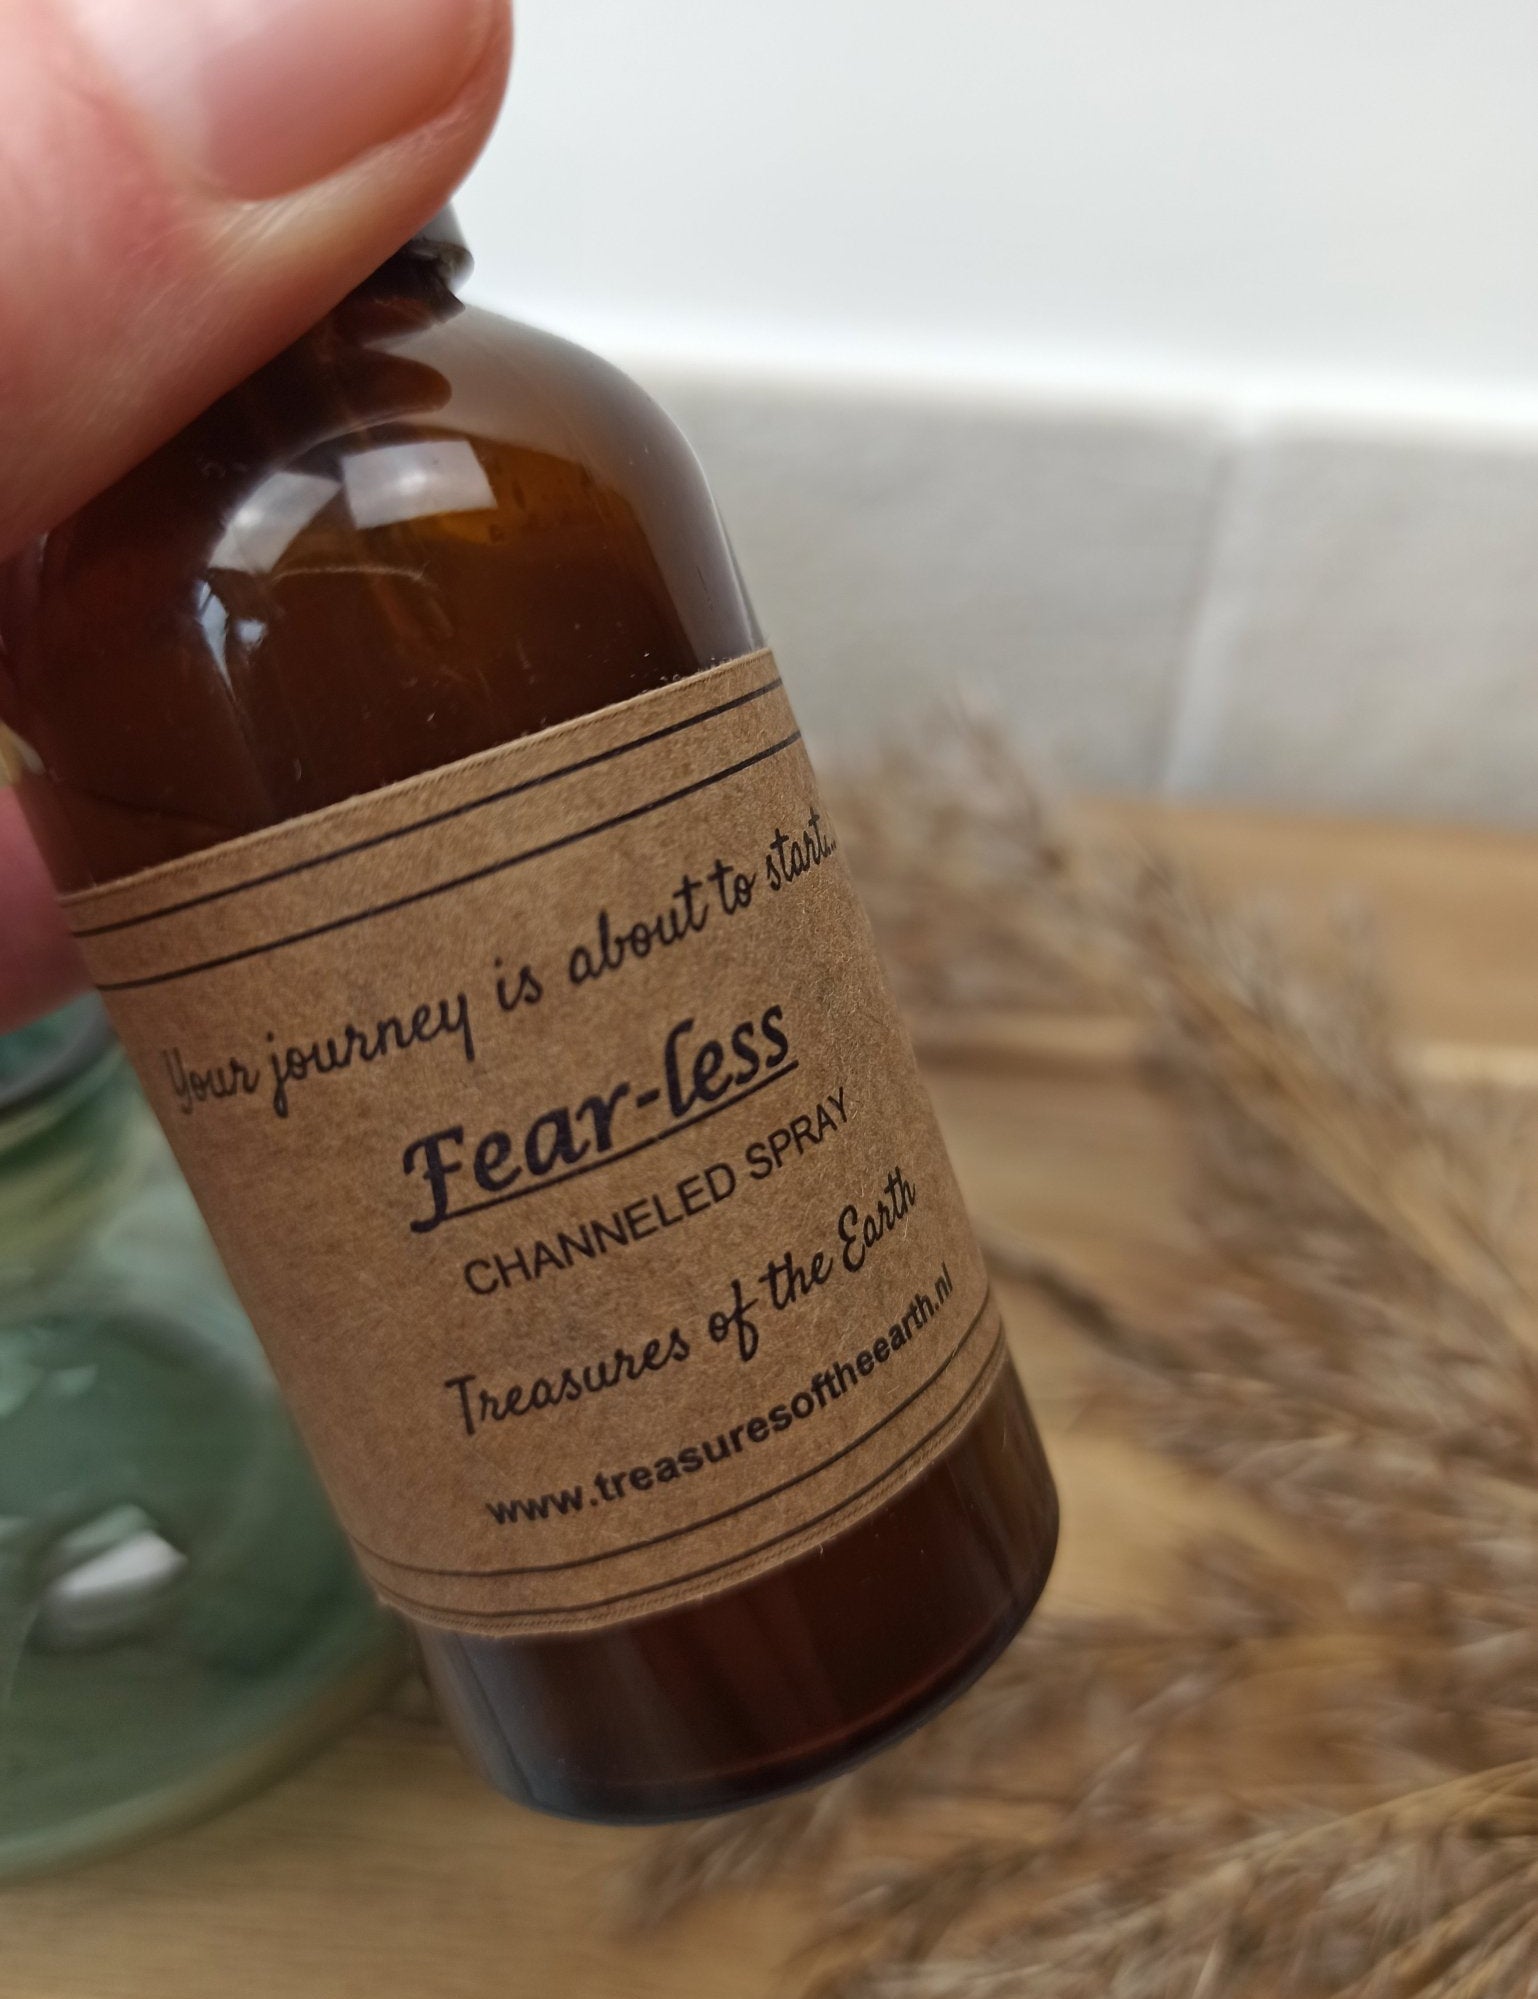 Your journey is about to start...
Fear-less
CHANNELED SPRAY
Treasures of the Earth
www.treasuresoftheearth.nl